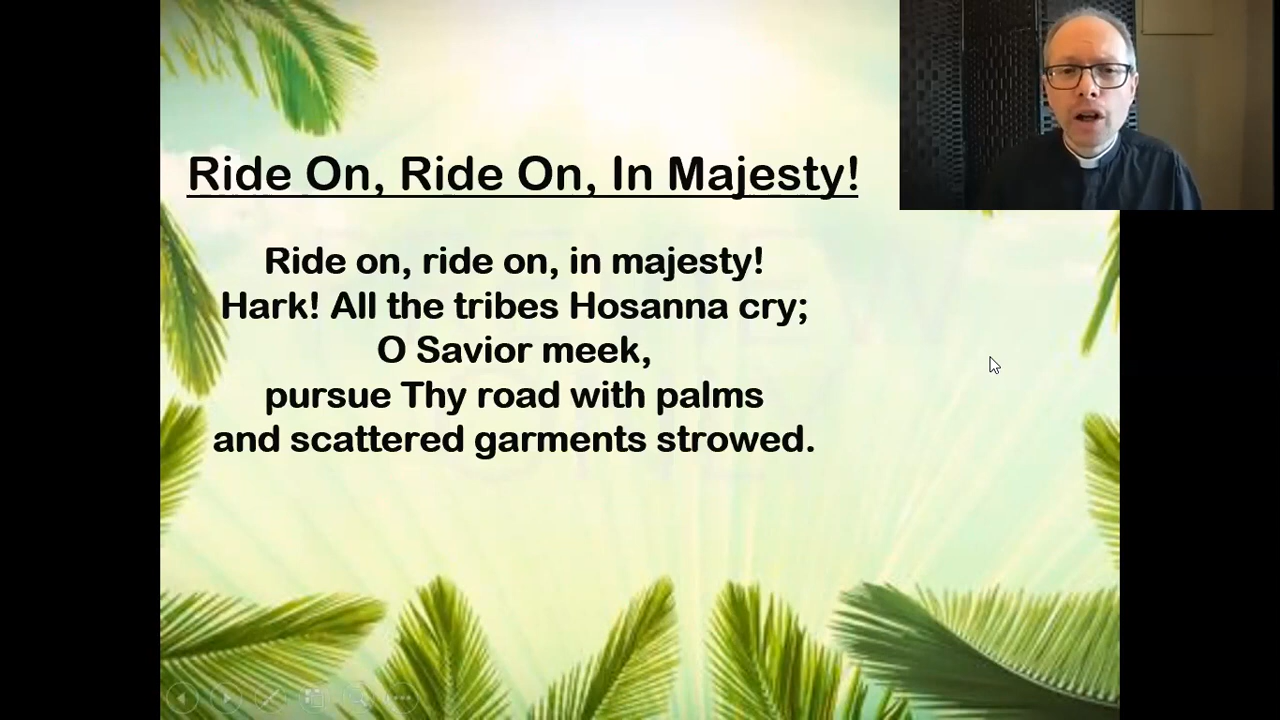 Ride On, Ride On, In Majesty!
Ride on, ride on, in majesty!
Hark! All the tribes Hosanna cry;
O Savior meek,
pursue Thy road with palms
and scattered garments strowed.